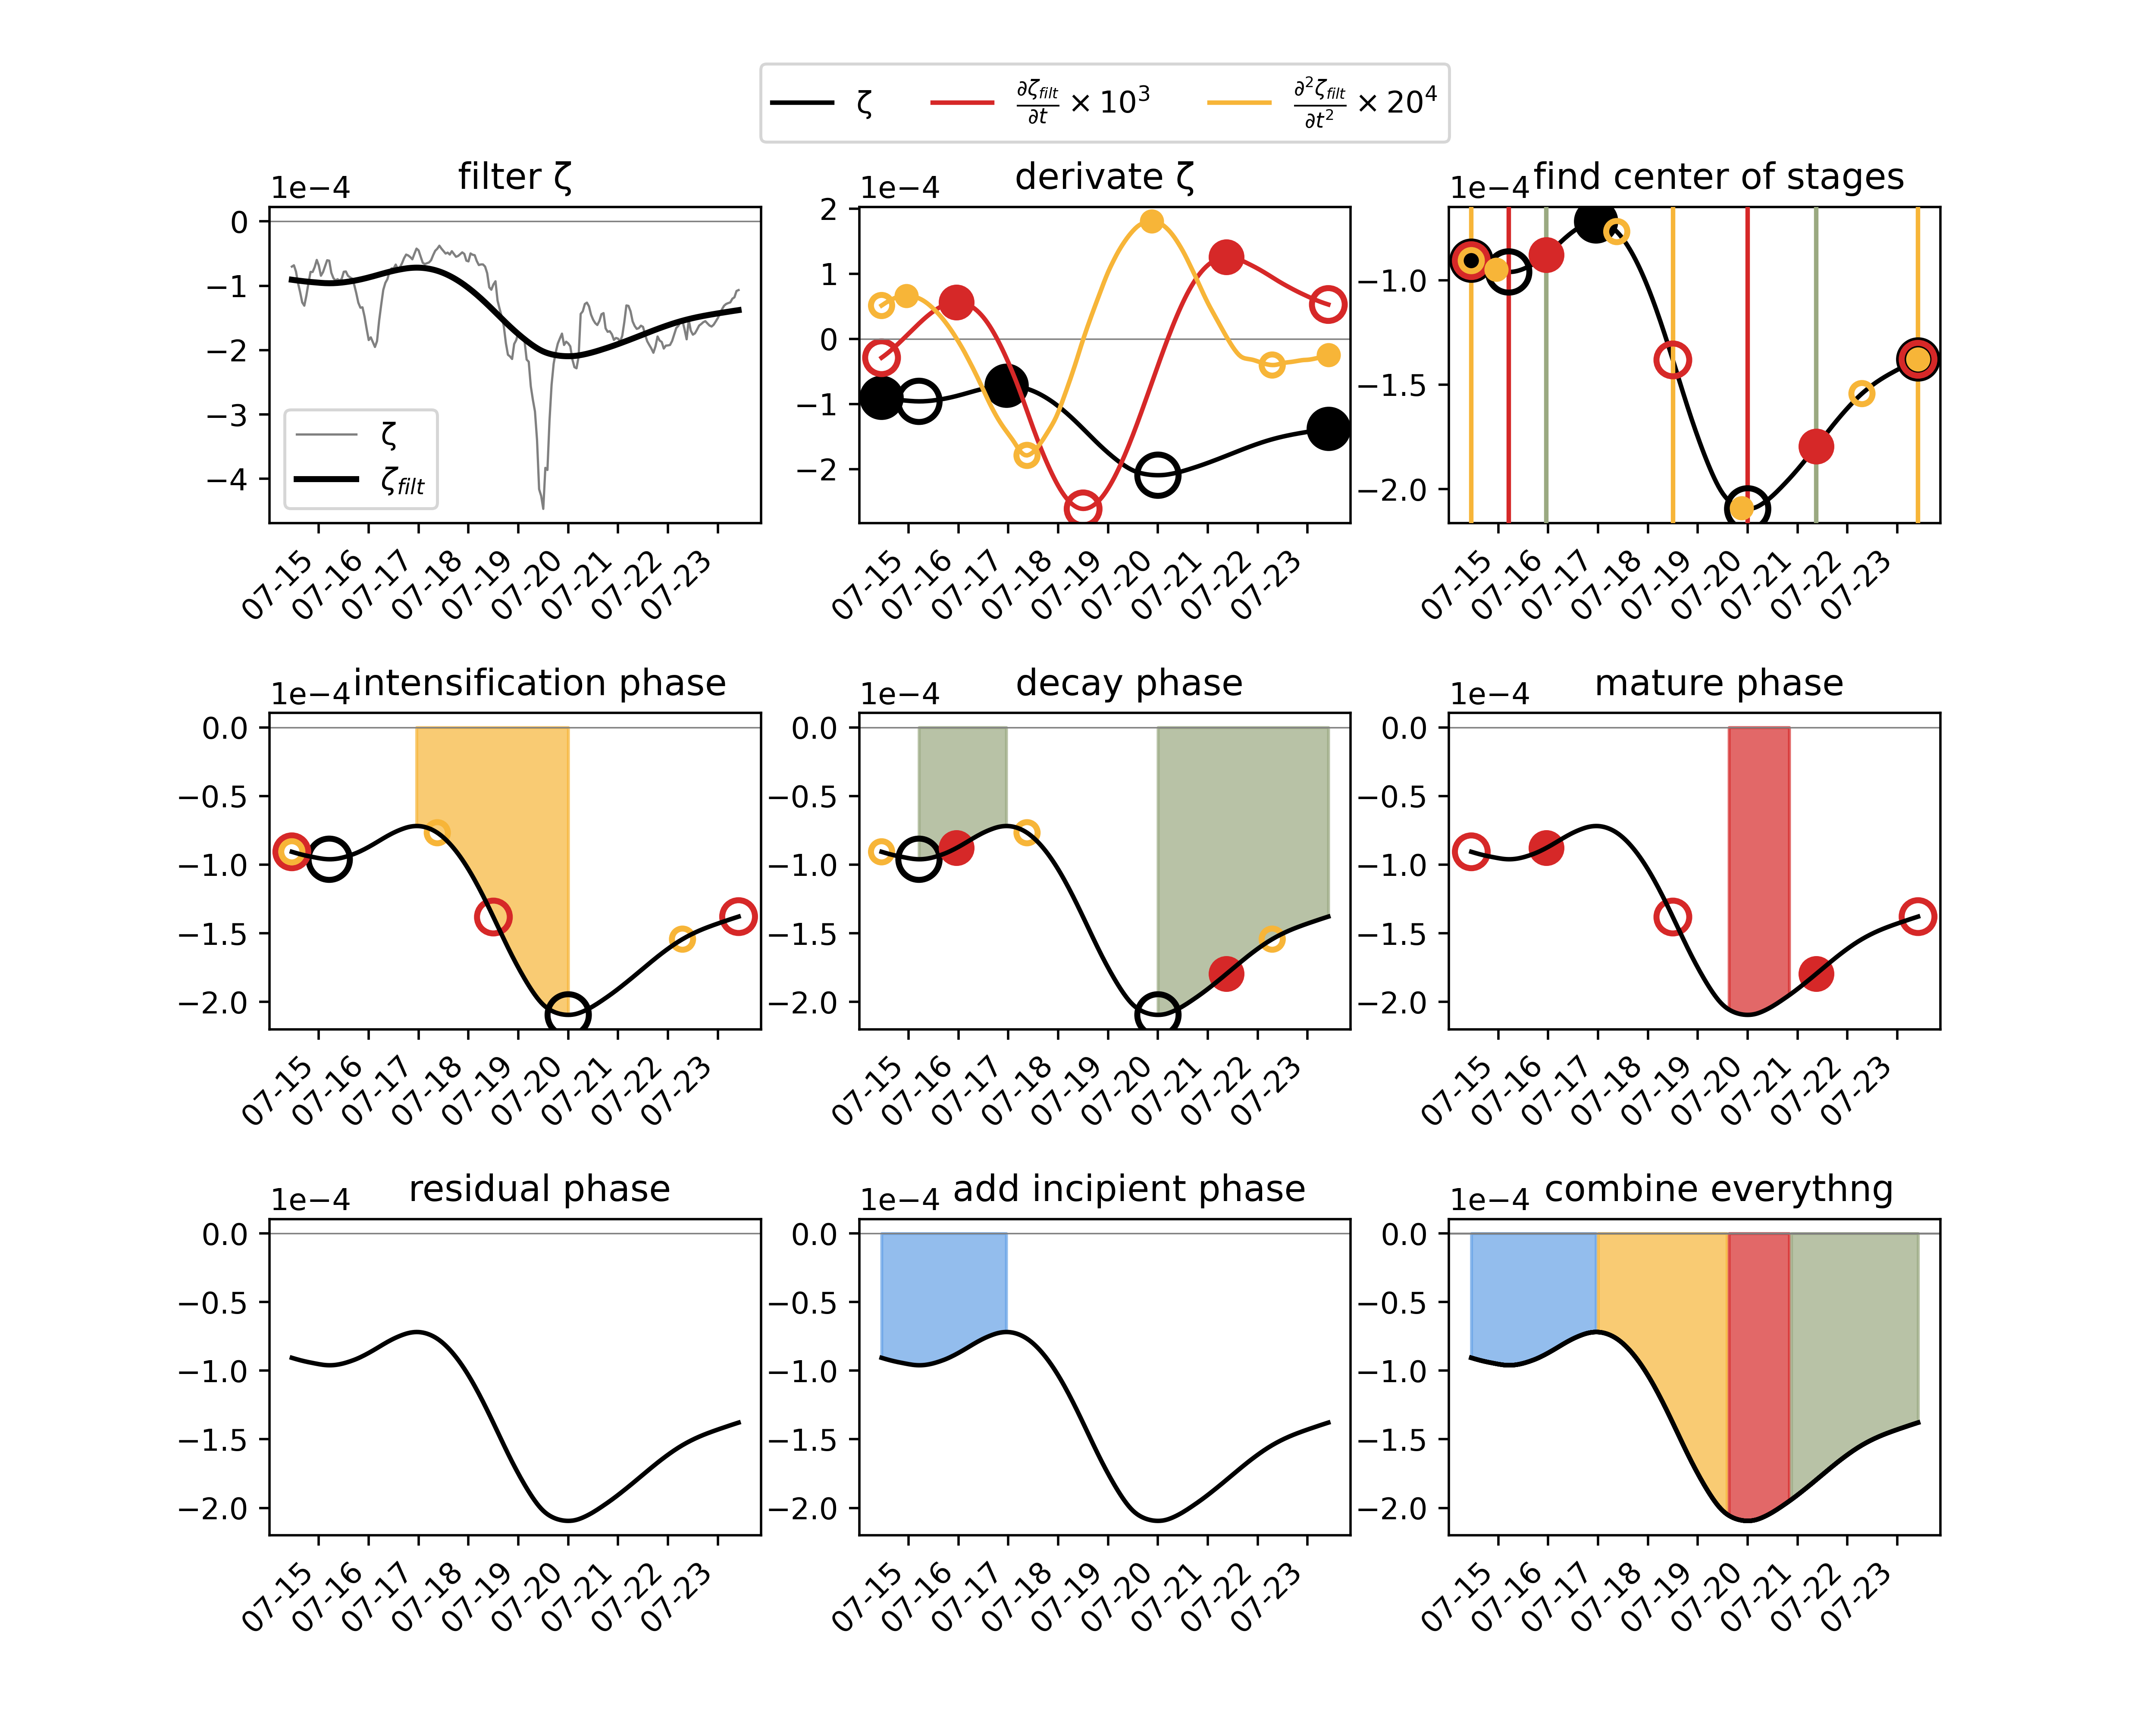 ζ ∂ζfilt/∂t × 10³ ∂²ζfilt/∂t² × 20⁴
1e−4 filter ζ
0
−1
−2
−3
−4
ζ
ζfilt
07-15 07-16 07-17 07-18 07-19 07-20 07-21 07-22 07-23
1e−4 derivate ζ
2
1
0
−1
−2
07-15 07-16 07-17 07-18 07-19 07-20 07-21 07-22 07-23
1e−4 find center of stages
−1.0
−1.5
−2.0
07-15 07-16 07-17 07-18 07-19 07-20 07-21 07-22 07-23
1e−4 intensification phase
0.0
−0.5
−1.0
−1.5
−2.0
07-15 07-16 07-17 07-18 07-19 07-20 07-21 07-22 07-23
1e−4 decay phase
0.0
−0.5
−1.0
−1.5
−2.0
07-15 07-16 07-17 07-18 07-19 07-20 07-21 07-22 07-23
1e−4 mature phase
0.0
−0.5
−1.0
−1.5
−2.0
07-15 07-16 07-17 07-18 07-19 07-20 07-21 07-22 07-23
1e−4 residual phase
0.0
−0.5
−1.0
−1.5
−2.0
07-15 07-16 07-17 07-18 07-19 07-20 07-21 07-22 07-23
1e−4 add incipient phase
0.0
−0.5
−1.0
−1.5
−2.0
07-15 07-16 07-17 07-18 07-19 07-20 07-21 07-22 07-23
1e−4 combine everythng
0.0
−0.5
−1.0
−1.5
−2.0
07-15 07-16 07-17 07-18 07-19 07-20 07-21 07-22 07-23